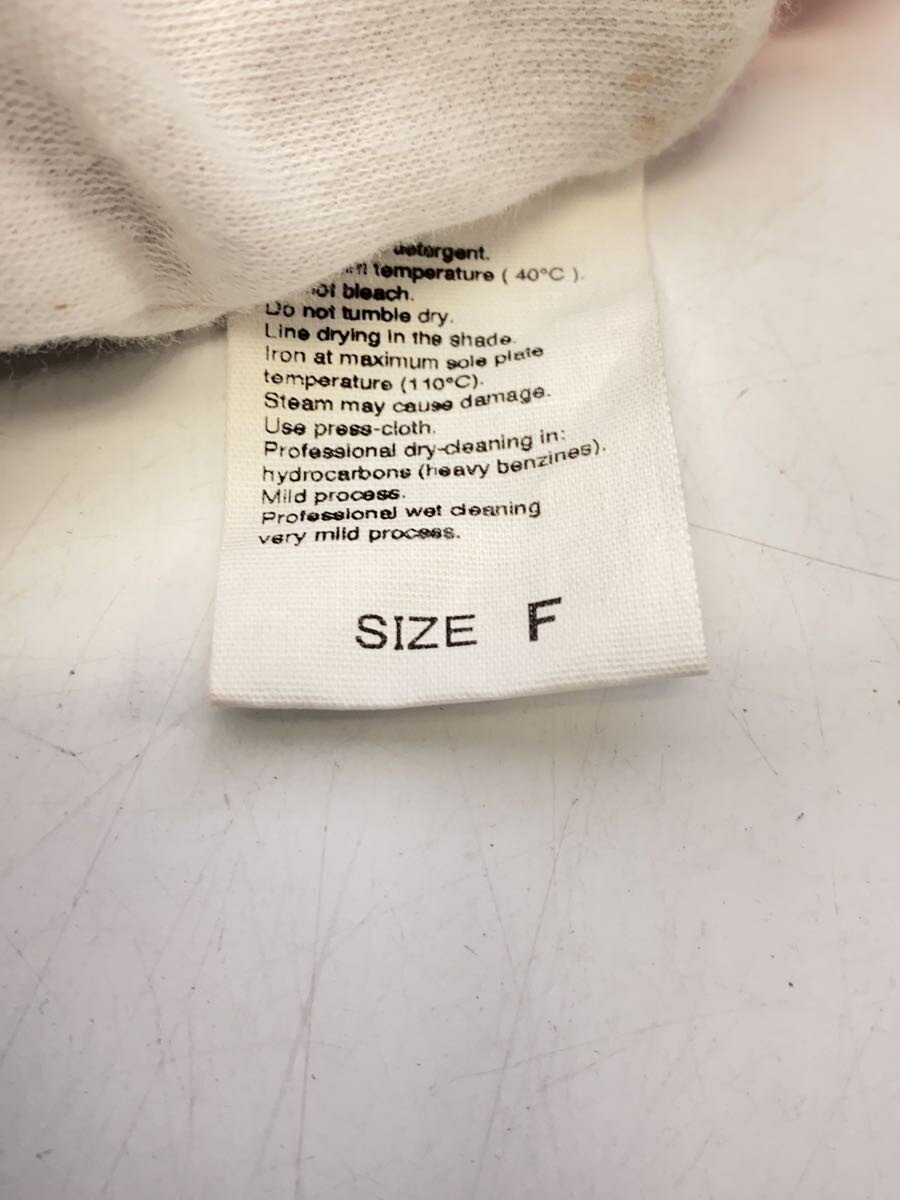 detergent.
temperature ( 40°C ).
not bleach.
Do not tumble dry.
Line drying in the shade.
Iron at maximum sole plate
temperature (110°C).
Steam may cause damage.
Use press-cloth.
Professional dry-cleaning in:
hydrocarbons (heavy benzines).
Mild process.
Professional wet cleaning
very mild process.
SIZE F